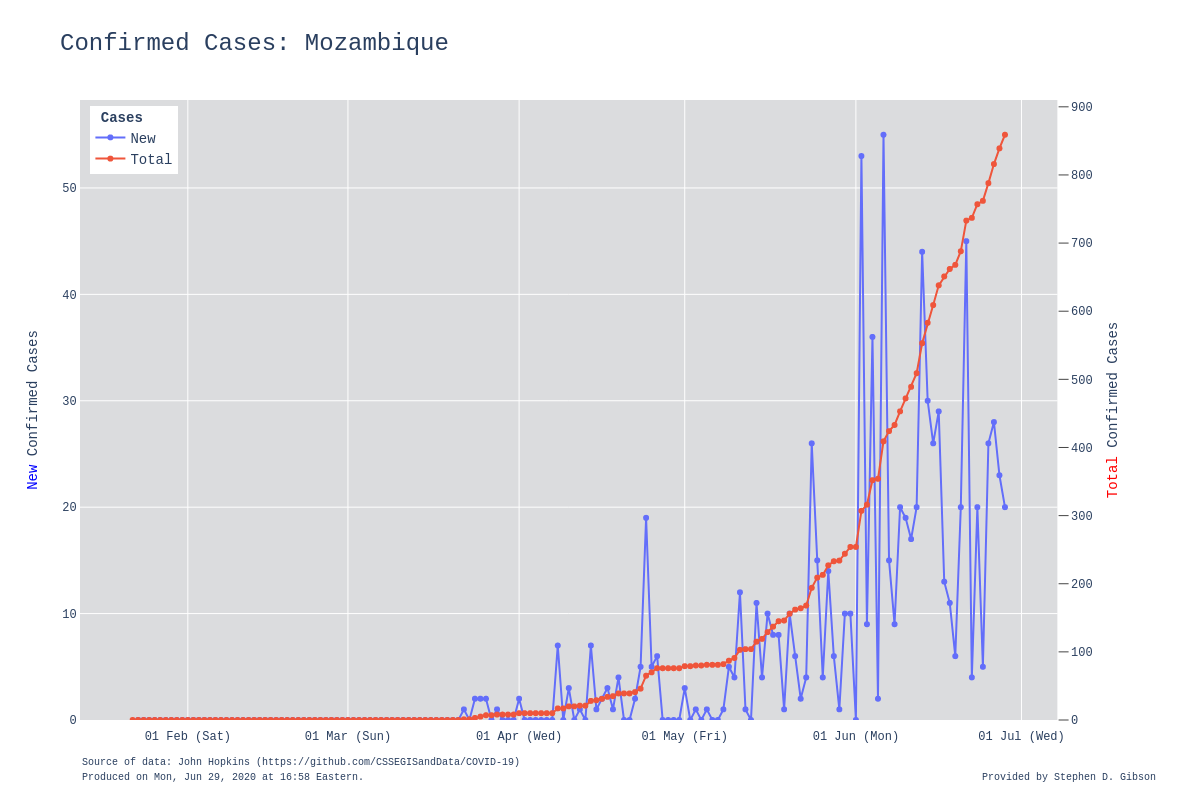 Confirmed Cases: Mozambique
Cases
New
Total
50
40
30
20
10
0
New Confirmed Cases
900
800
700
600
500
400
300
200
100
0
Total Confirmed Cases
01 Feb (Sat)
01 Mar (Sun)
01 Apr (Wed)
01 May (Fri)
01 Jun (Mon)
01 Jul (Wed)
Source of data: John Hopkins (https://github.com/CSSEGISandData/COVID-19)
Produced on Mon, Jun 29, 2020 at 16:58 Eastern.
Provided by Stephen D. Gibson